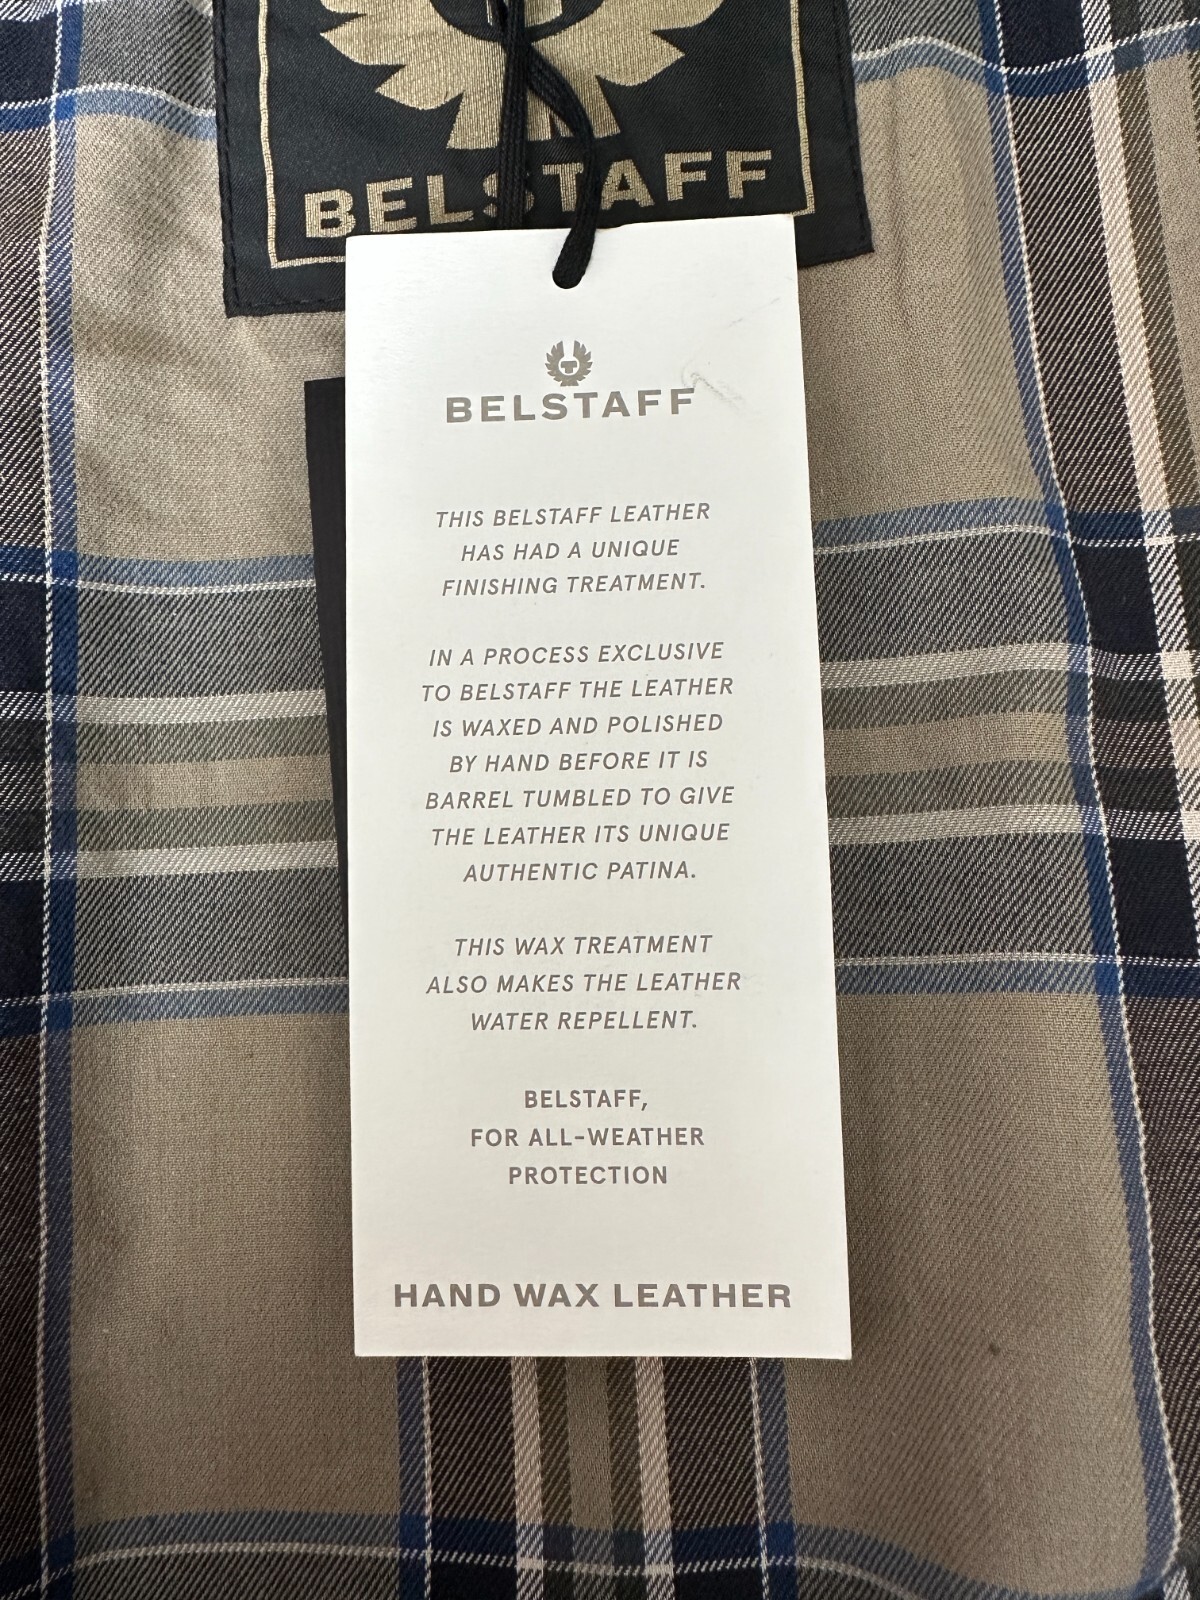 BELSTAFF
BELSTAFF
THIS BELSTAFF LEATHER
HAS HAD A UNIQUE
FINISHING TREATMENT.
IN A PROCESS EXCLUSIVE
TO BELSTAFF THE LEATHER
IS WAXED AND POLISHED
BY HAND BEFORE IT IS
BARREL TUMBLED TO GIVE
THE LEATHER ITS UNIQUE
AUTHENTIC PATINA.
THIS WAX TREATMENT
ALSO MAKES THE LEATHER
WATER REPELLENT.
BELSTAFF,
FOR ALL-WEATHER
PROTECTION
HAND WAX LEATHER